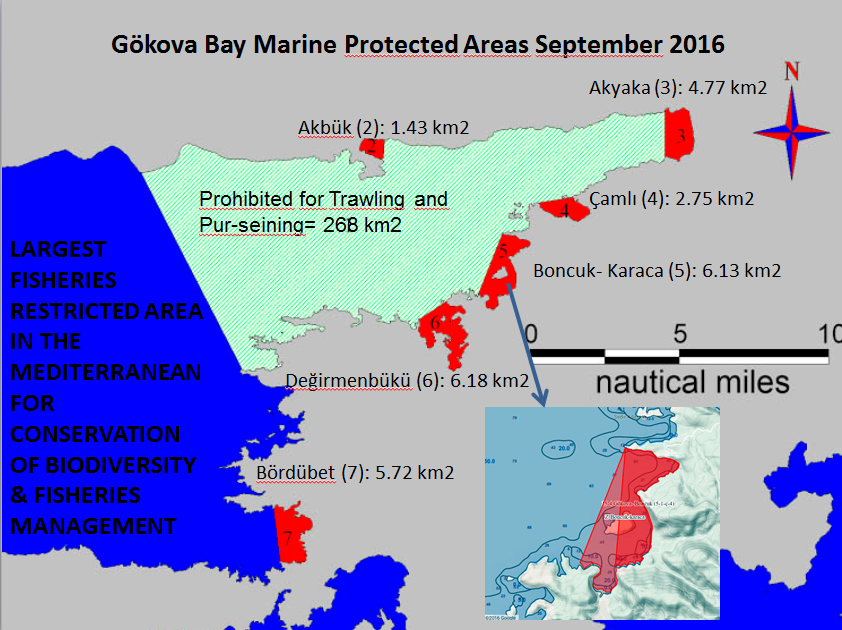 Gökova Bay Marine Protected Areas September 2016
N
Akyaka (3): 4.77 km2
Akbük (2): 1.43 km2
2
3
Prohibited for Trawling and
Pur-seining= 268 km2
Çamlı (4): 2.75 km2
4
LARGEST
FISHERIES
RESTRICTED AREA
IN THE
MEDITERRANEAN
FOR
CONSERVATION
OF BIODIVERSITY
& FISHERIES
MANAGEMENT
5
Boncuk- Karaca (5): 6.13 km2
6
0 5 10
nautical miles
Değirmenbükü (6): 6.18 km2
Bördübet (7): 5.72 km2
7
©2016 Google